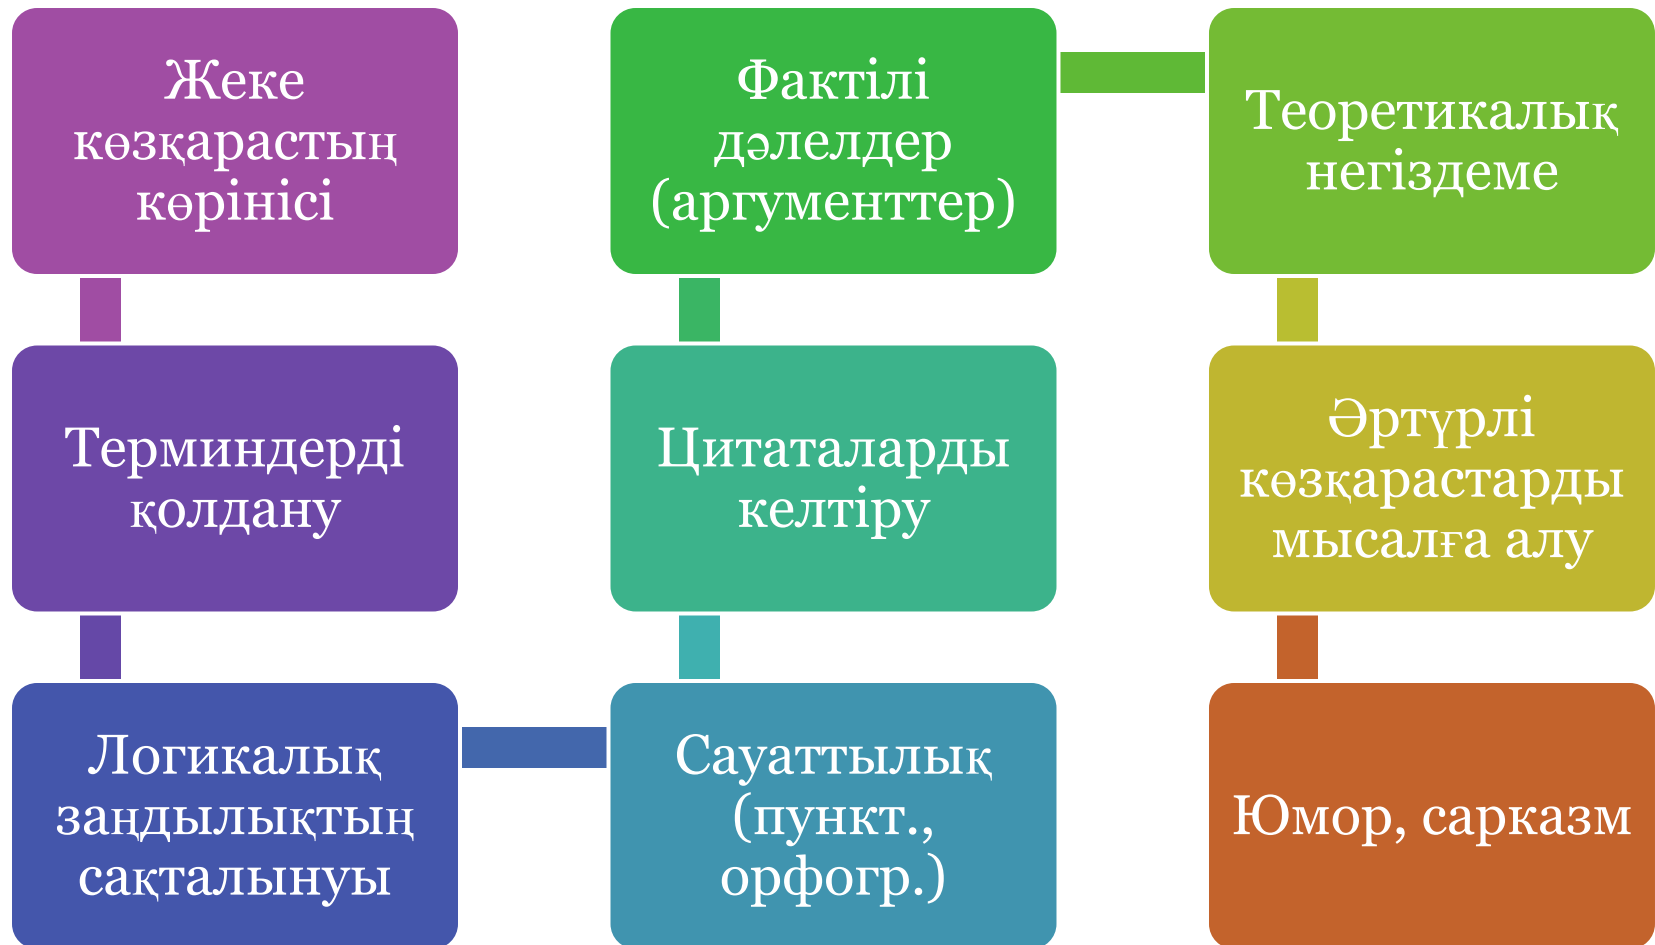 Жеке
көзқарастың
көрінісі
Терминдерді
қолдану
Логикалық
заңдылықтың
сақталынуы
Сауаттылық
(пункт.,
орфогр.)
Цитаталарды
келтіру
Фактілі
дәлелдер
(аргументтер)
Теоретикалық
негіздеме
Әртүрлі
көзқарастарды
мысалға алу
Юмор, сарказм